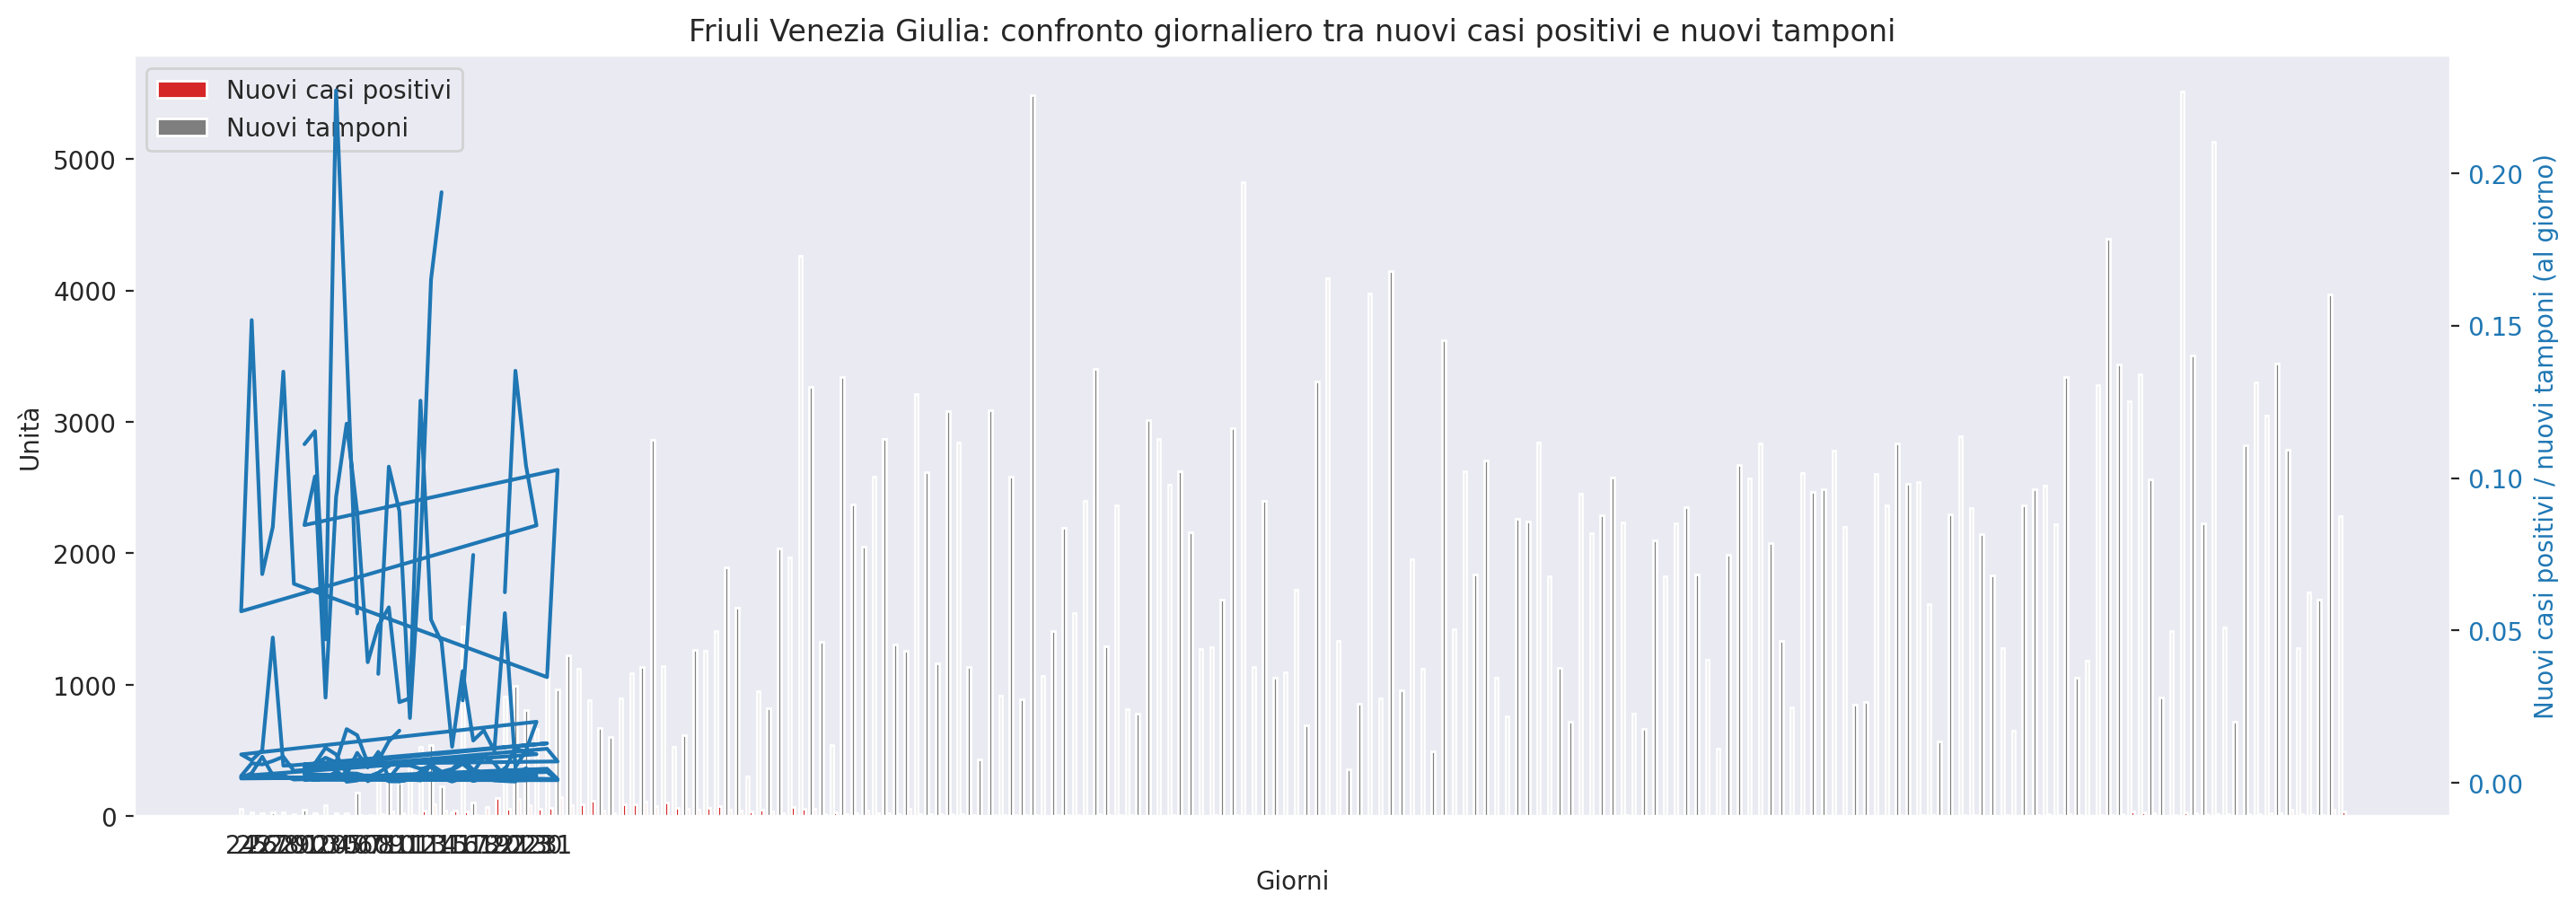 Friuli Venezia Giulia: confronto giornaliero tra nuovi casi positivi e nuovi tamponi
Nuovi casi positivi
Nuovi tamponi
5000
4000
3000
2000
1000
0
Unità
0.20
0.15
0.10
0.05
0.00
Nuovi casi positivi / nuovi tamponi (al giorno)
Giorni